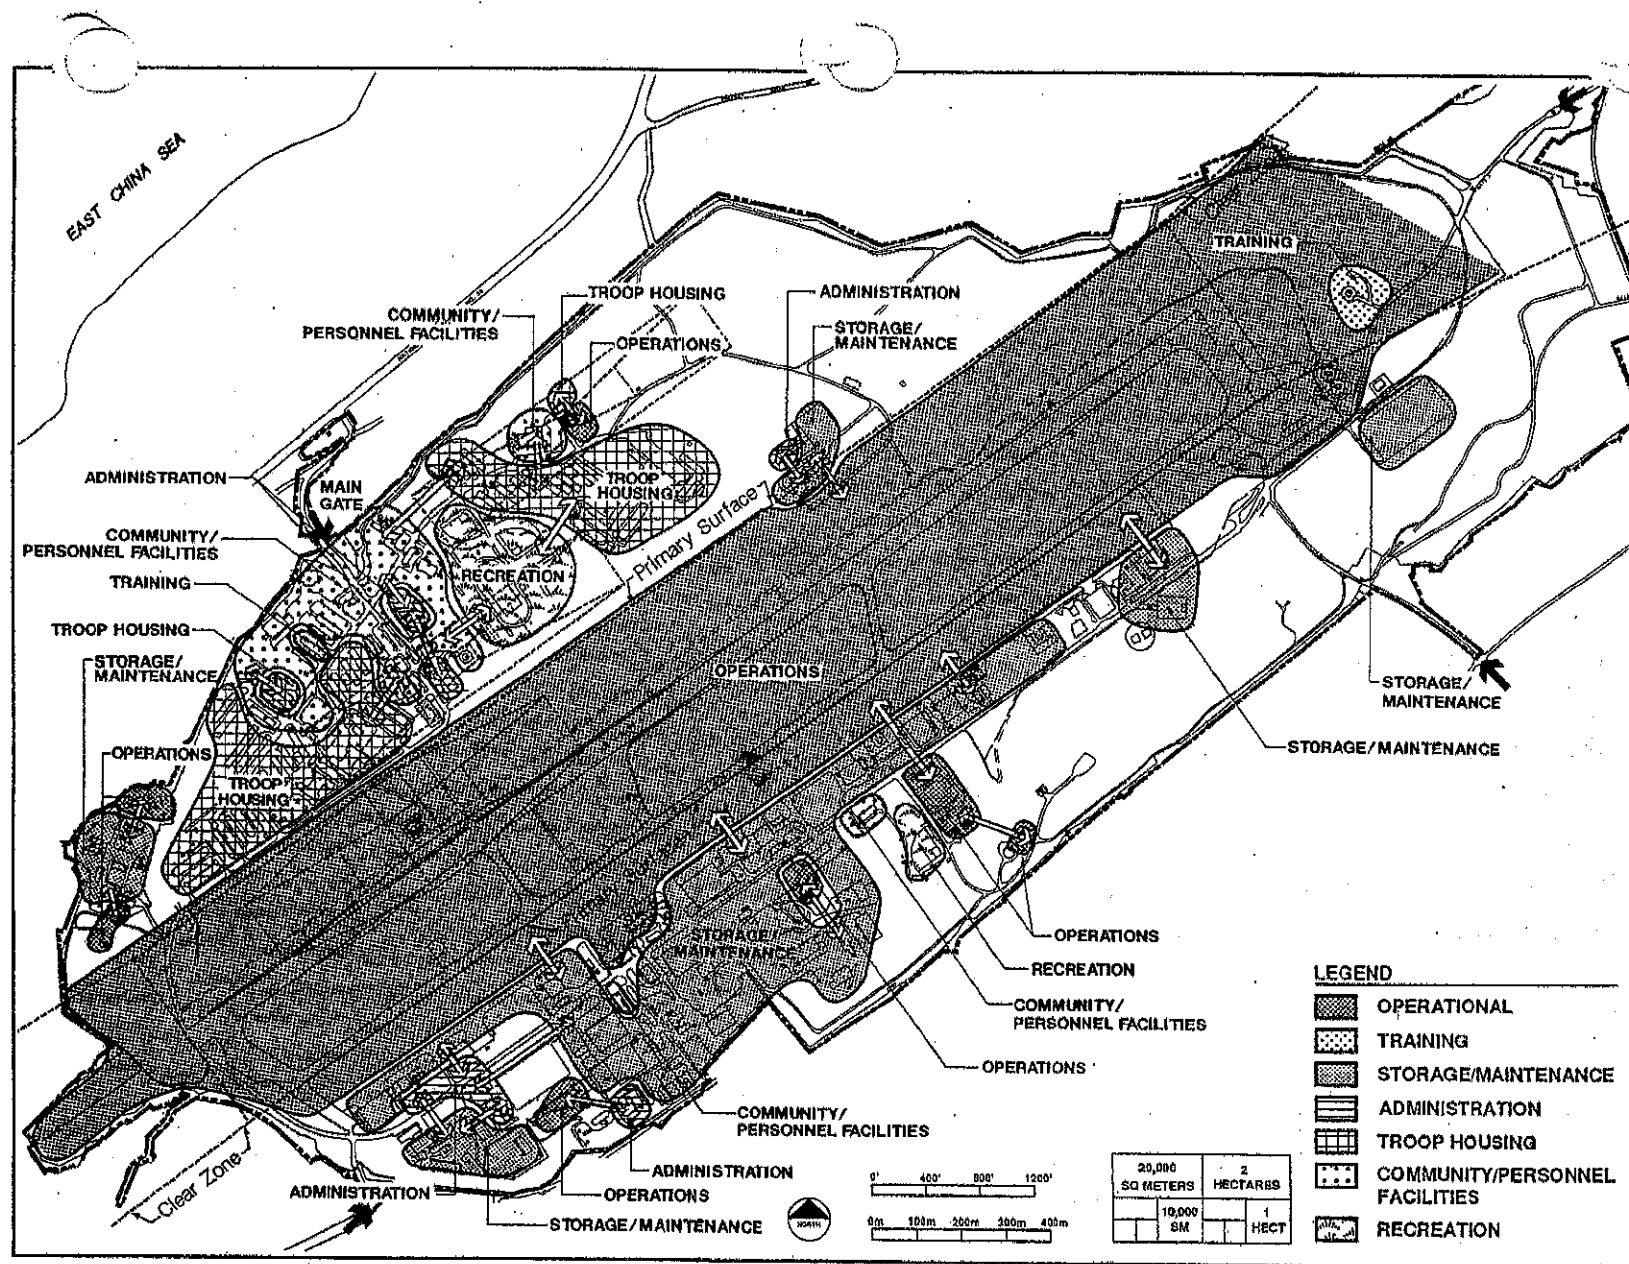 EAST CHINA SEA
TRAINING
TROOP HOUSING
COMMUNITY/
PERSONNEL FACILITIES
OPERATIONS
ADMINISTRATION
STORAGE/
MAINTENANCE
ADMINISTRATION
MAIN
GATE
TROOP
HOUSING
Primary Surface
COMMUNITY/
PERSONNEL FACILITIES
TRAINING
RECREATION
TROOP HOUSING
STORAGE/
MAINTENANCE
OPERATIONS
OPERATIONS
TROOP
HOUSING
STORAGE/
MAINTENANCE
STORAGE/MAINTENANCE
STORAGE/
MAINTENANCE
OPERATIONS
RECREATION
COMMUNITY/
PERSONNEL FACILITIES
OPERATIONS
COMMUNITY/
PERSONNEL FACILITIES
ADMINISTRATION
OPERATIONS
STORAGE/MAINTENANCE
ADMINISTRATION
Clear Zone
NORTH
0' 400' 800' 1200'
0m 100m 200m 300m 400m
20,000
SQ METERS
2
HECTARES
10,000
SM
1
HECT
LEGEND
OPERATIONAL
TRAINING
STORAGE/MAINTENANCE
ADMINISTRATION
TROOP HOUSING
COMMUNITY/PERSONNEL
FACILITIES
RECREATION